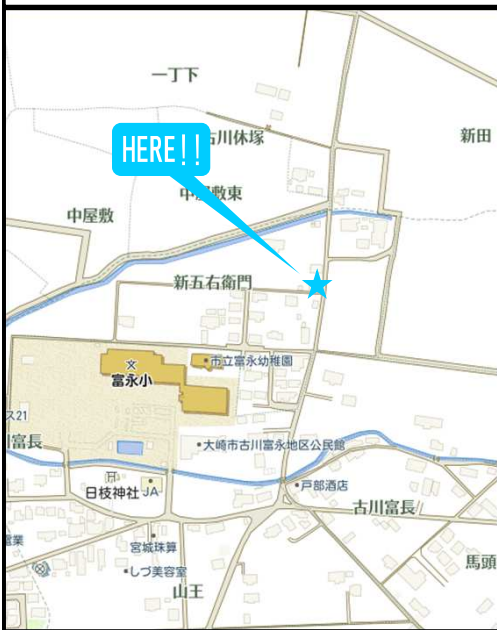 一丁下
古川休塚
新田
HERE!!
中屋敷東
中屋敷
新五右衛門
市立富永幼稚園
富永小
ス21
川富長
大崎市古川富永地区公民館
日枝神社
JA
戸部酒店
古川富長
電業
宮城珠算
しづ美容室
山王
馬頭